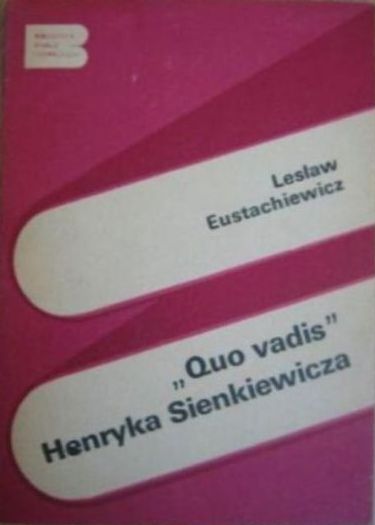 Lesław
Eustachiewicz
„Quo vadis”
Henryka Sienkiewicza